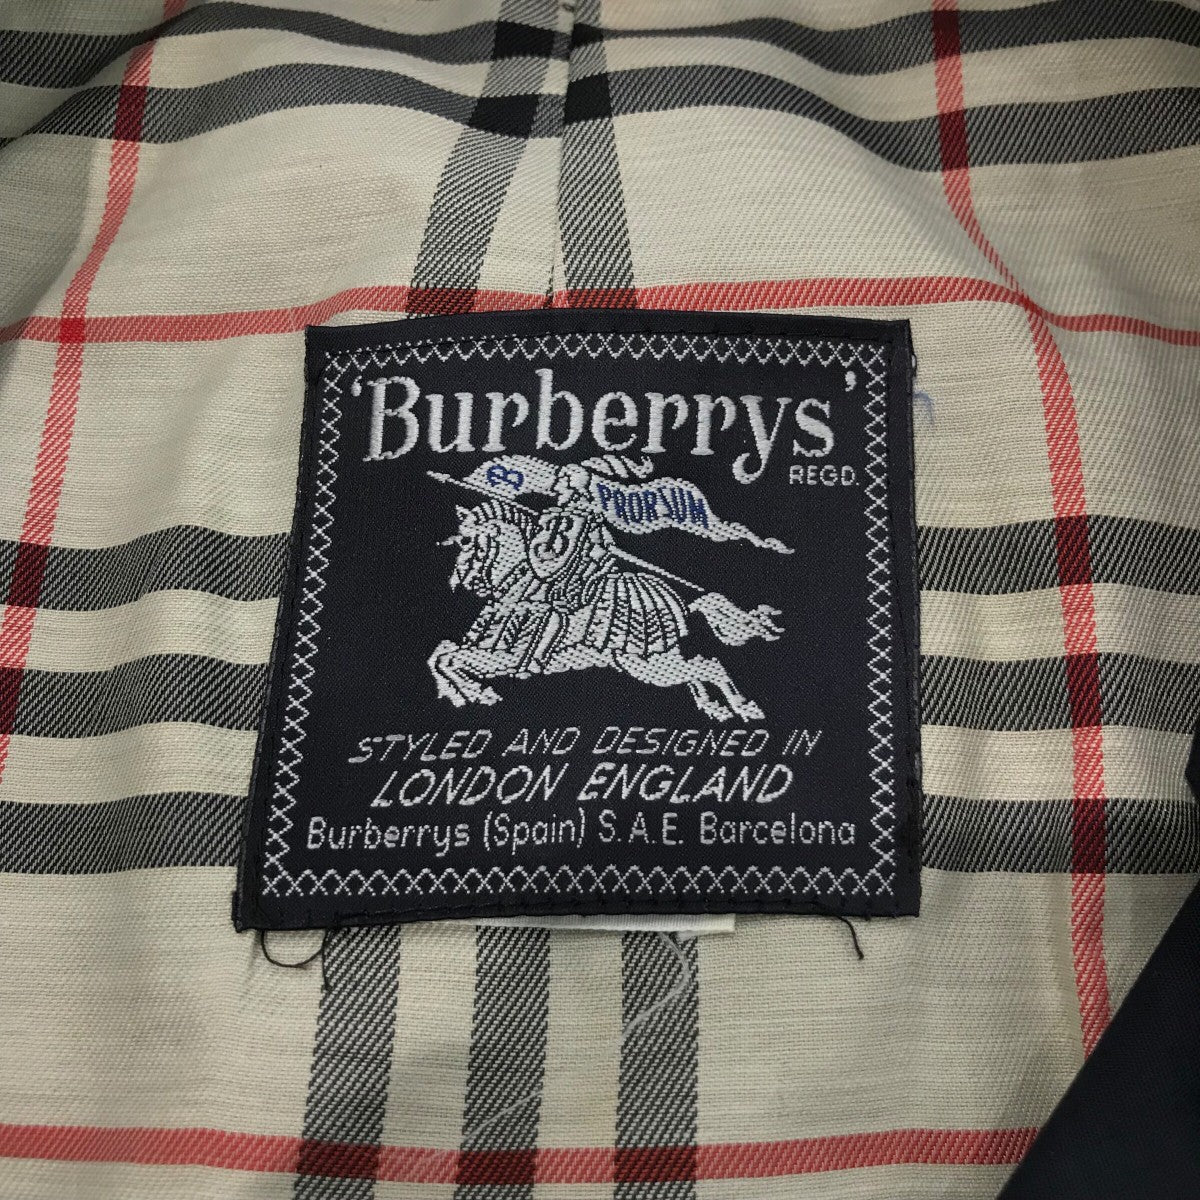 'Burberrys'
REGD.
B
PRORSUM
B
STYLED AND DESIGNED IN
LONDON ENGLAND
Burberrys (Spain) S.A.E. Barcelona